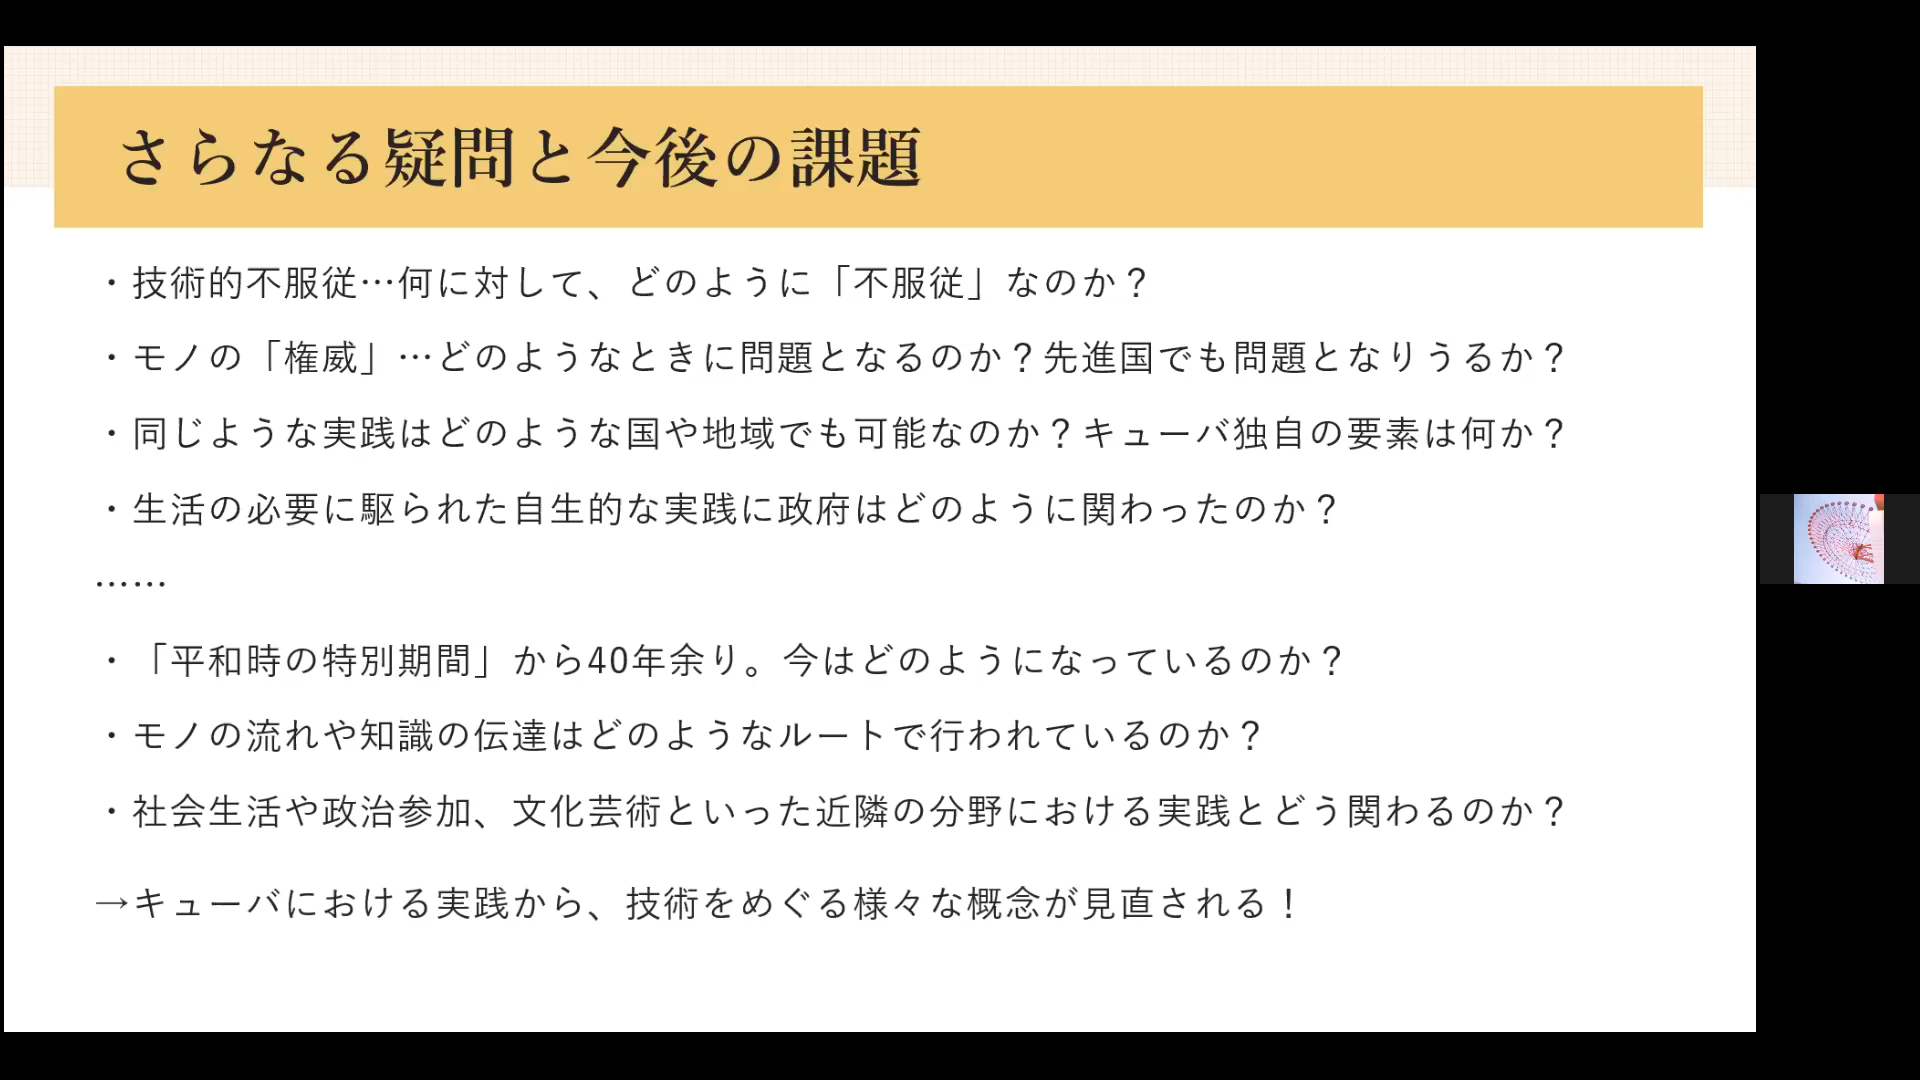 さらなる疑問と今後の課題
・技術的不服従…何に対して、どのように「不服従」なのか？
・モノの「権威」…どのようなときに問題となるのか？先進国でも問題となりうるか？
・同じような実践はどのような国や地域でも可能なのか？キューバ独自の要素は何か？
・生活の必要に駆られた自生的な実践に政府はどのように関わったのか？
……
・「平和時の特別期間」から40年余り。今はどのようになっているのか？
・モノの流れや知識の伝達はどのようなルートで行われているのか？
・社会生活や政治参加、文化芸術といった近隣の分野における実践とどう関わるのか？
→キューバにおける実践から、技術をめぐる様々な概念が見直される！